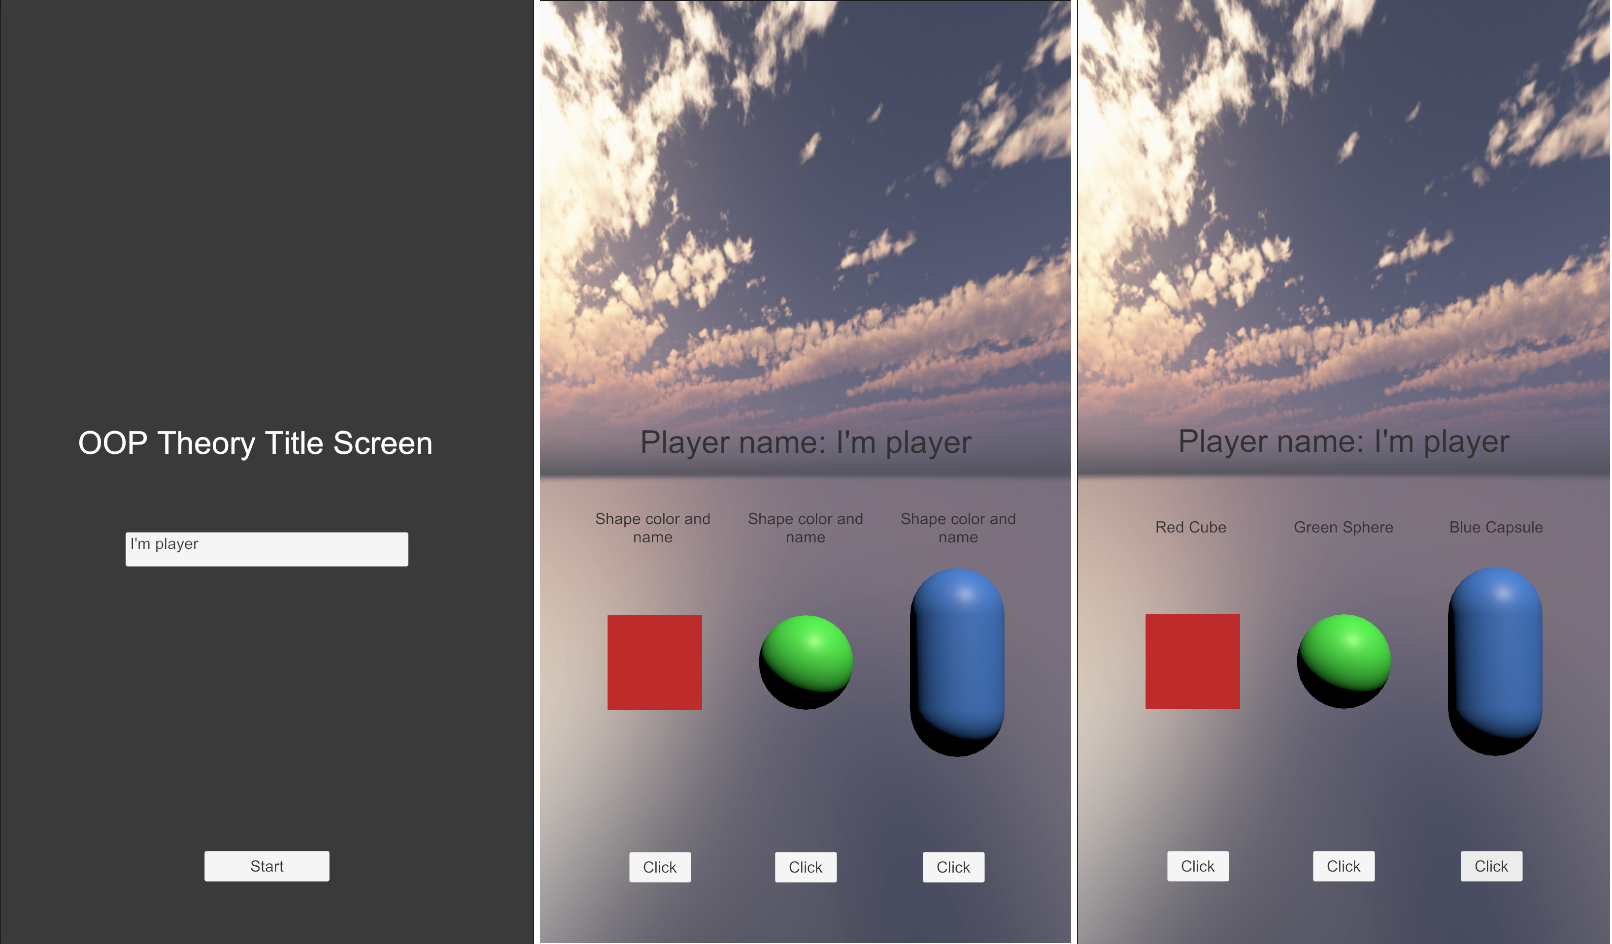 OOP Theory Title Screen
I'm player
Start
Player name: I'm player
Shape color and
name
Shape color and
name
Shape color and
name
Click
Click
Click
Player name: I'm player
Red Cube
Green Sphere
Blue Capsule
Click
Click
Click